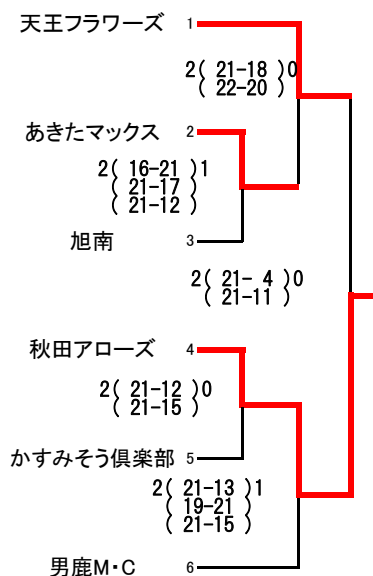 天王フラワーズ 1
2( 21-18 )0
( 22-20 )
あきたマックス 2
2( 16-21 )1
( 21-17 )
( 21-12 )
旭南 3
2( 21- 4 )0
( 21-11 )
秋田アローズ 4
2( 21-12 )0
( 21-15 )
かすみそう倶楽部 5
2( 21-13 )1
( 19-21 )
( 21-15 )
男鹿M・C 6